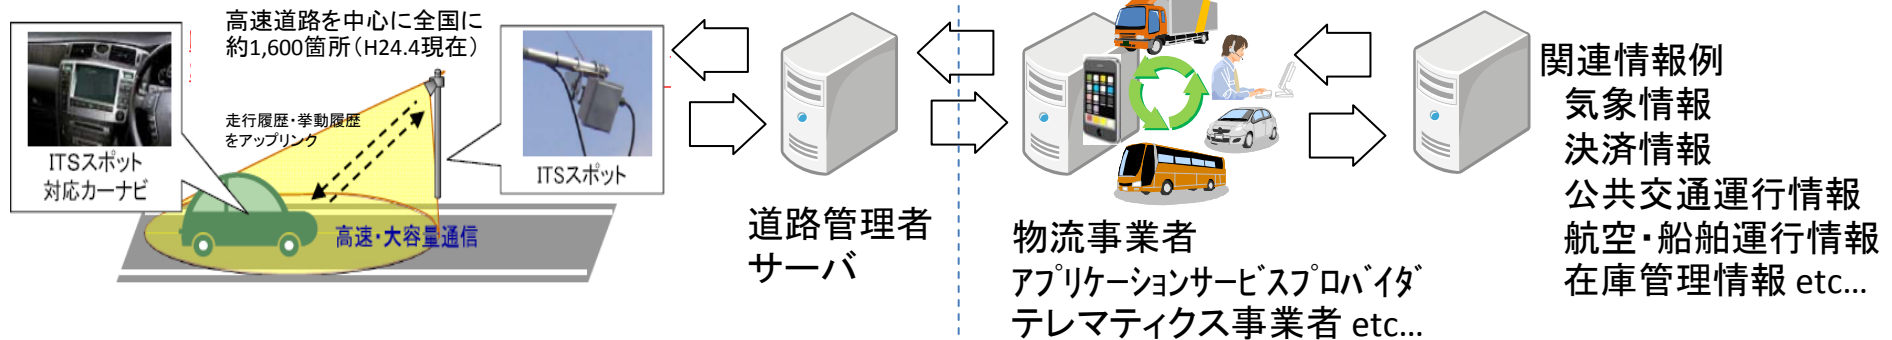 高速道路を中心に全国に
約1,600箇所（H24.4現在）
走行履歴・挙動履歴
をアップリンク
ITSスポット
対応カーナビ
ITSスポット
高速・大容量通信
道路管理者
サーバ
物流事業者
アプリケーションサービスプロバイダ
テレマティクス事業者 etc…
関連情報例
気象情報
決済情報
公共交通運行情報
航空・船舶運行情報
在庫管理情報 etc…